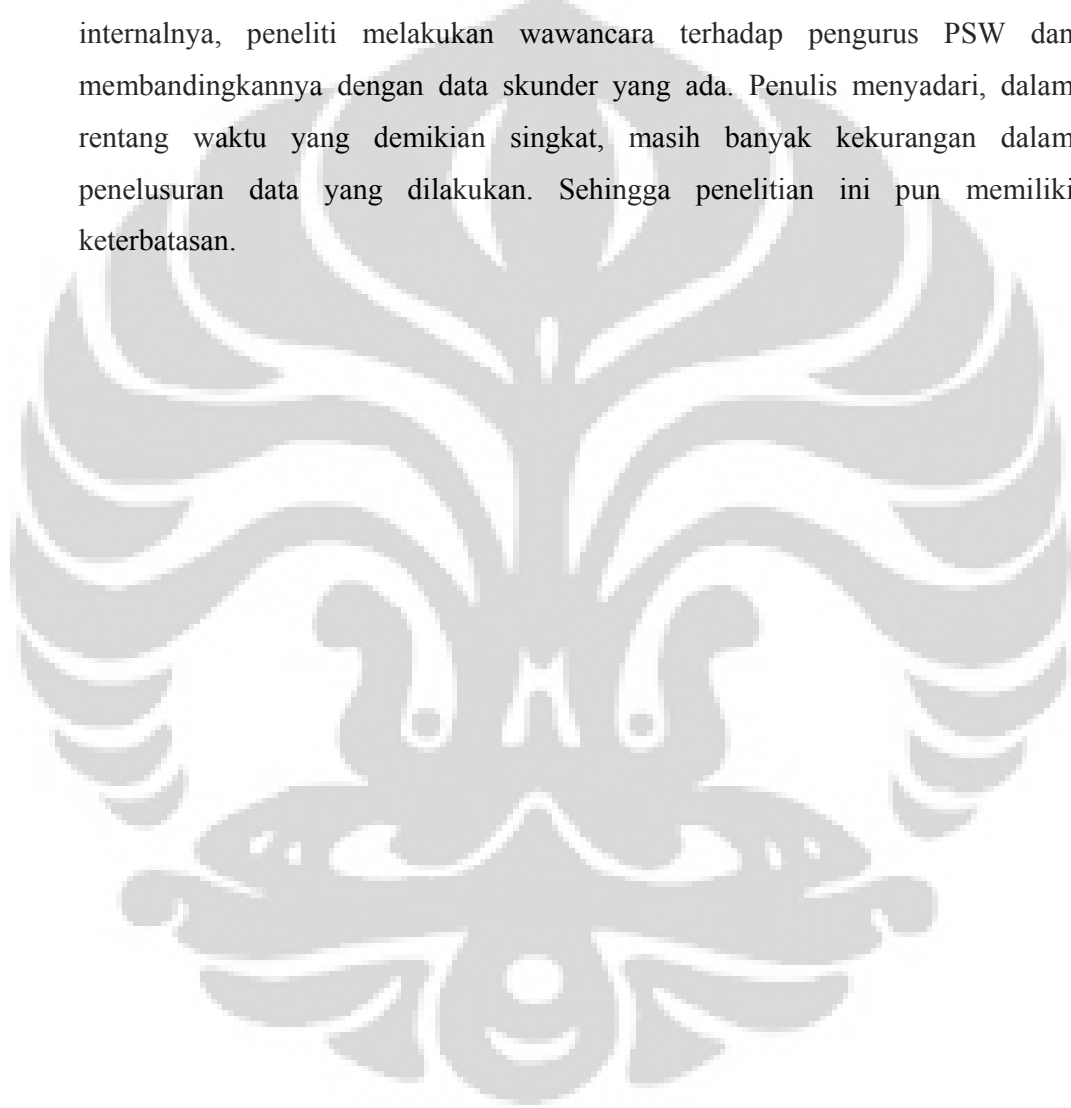 internalnya, peneliti melakukan wawancara terhadap pengurus PSW dan
membandingkannya dengan data skunder yang ada. Penulis menyadari, dalam
rentang waktu yang demikian singkat, masih banyak kekurangan dalam
penelusuran data yang dilakukan. Sehingga penelitian ini pun memiliki
keterbatasan.